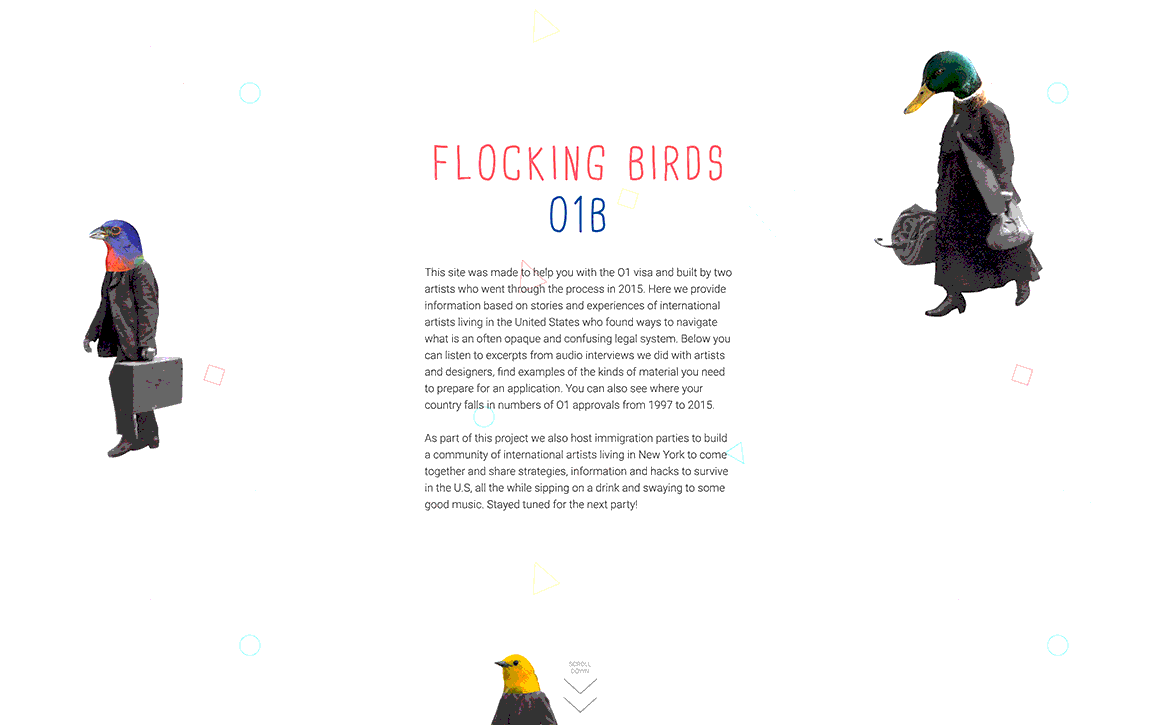 FLOCKING BIRDS
O1B
This site was made to help you with the O1 visa and built by two
artists who went through the process in 2015. Here we provide
information based on stories and experiences of international
artists living in the United States who found ways to navigate
what is an often opaque and confusing legal system. Below you
can listen to excerpts from audio interviews we did with artists
and designers, find examples of the kinds of material you need
to prepare for an application. You can also see where your
country falls in numbers of O1 approvals from 1997 to 2015.
As part of this project we also host immigration parties to build
a community of international artists living in New York to come
together and share strategies, information and hacks to survive
in the U.S, all the while sipping on a drink and swaying to some
good music. Stayed tuned for the next party!
SCROLL
DOWN